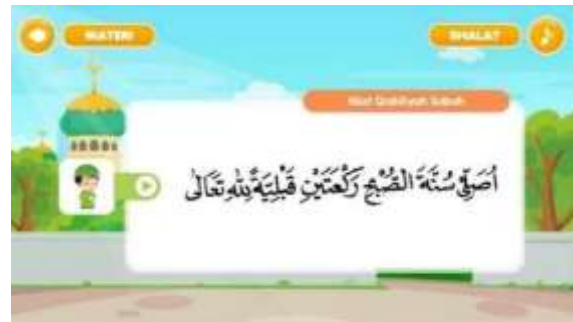 MATERI
SHALAT
Niat Qobliyah Subuh
اُصَلِّيْ سُنَّةَ الصُّبْحِ رَكْعَتَيْنِ قَبْلِيَّةً لِلّٰهِ تَعَالٰى